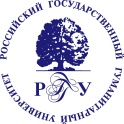 РОССИЙСКИЙ ГОСУДАРСТВЕННЫЙ ГУМАНИТАРНЫЙ УНИВЕРСИТЕТ
РГГУ